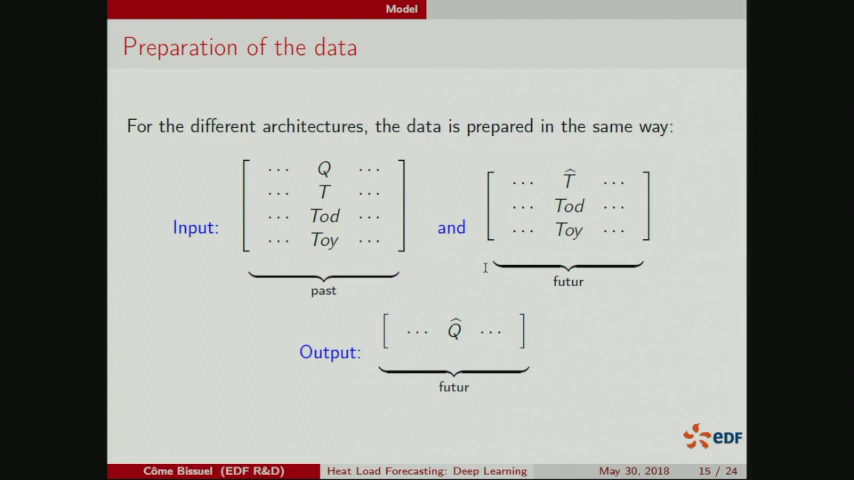 Model
Preparation of the data
For the different architectures, the data is prepared in the same way:
Input:
··· Q ···
··· T ···
··· Tod ···
··· Toy ···
past
and
··· T̂ ···
··· Tod ···
··· Toy ···
futur
Output:
··· Q̂ ···
futur
eDF
Côme Bissuel (EDF R&D) Heat Load Forecasting: Deep Learning May 30, 2018 15 / 24